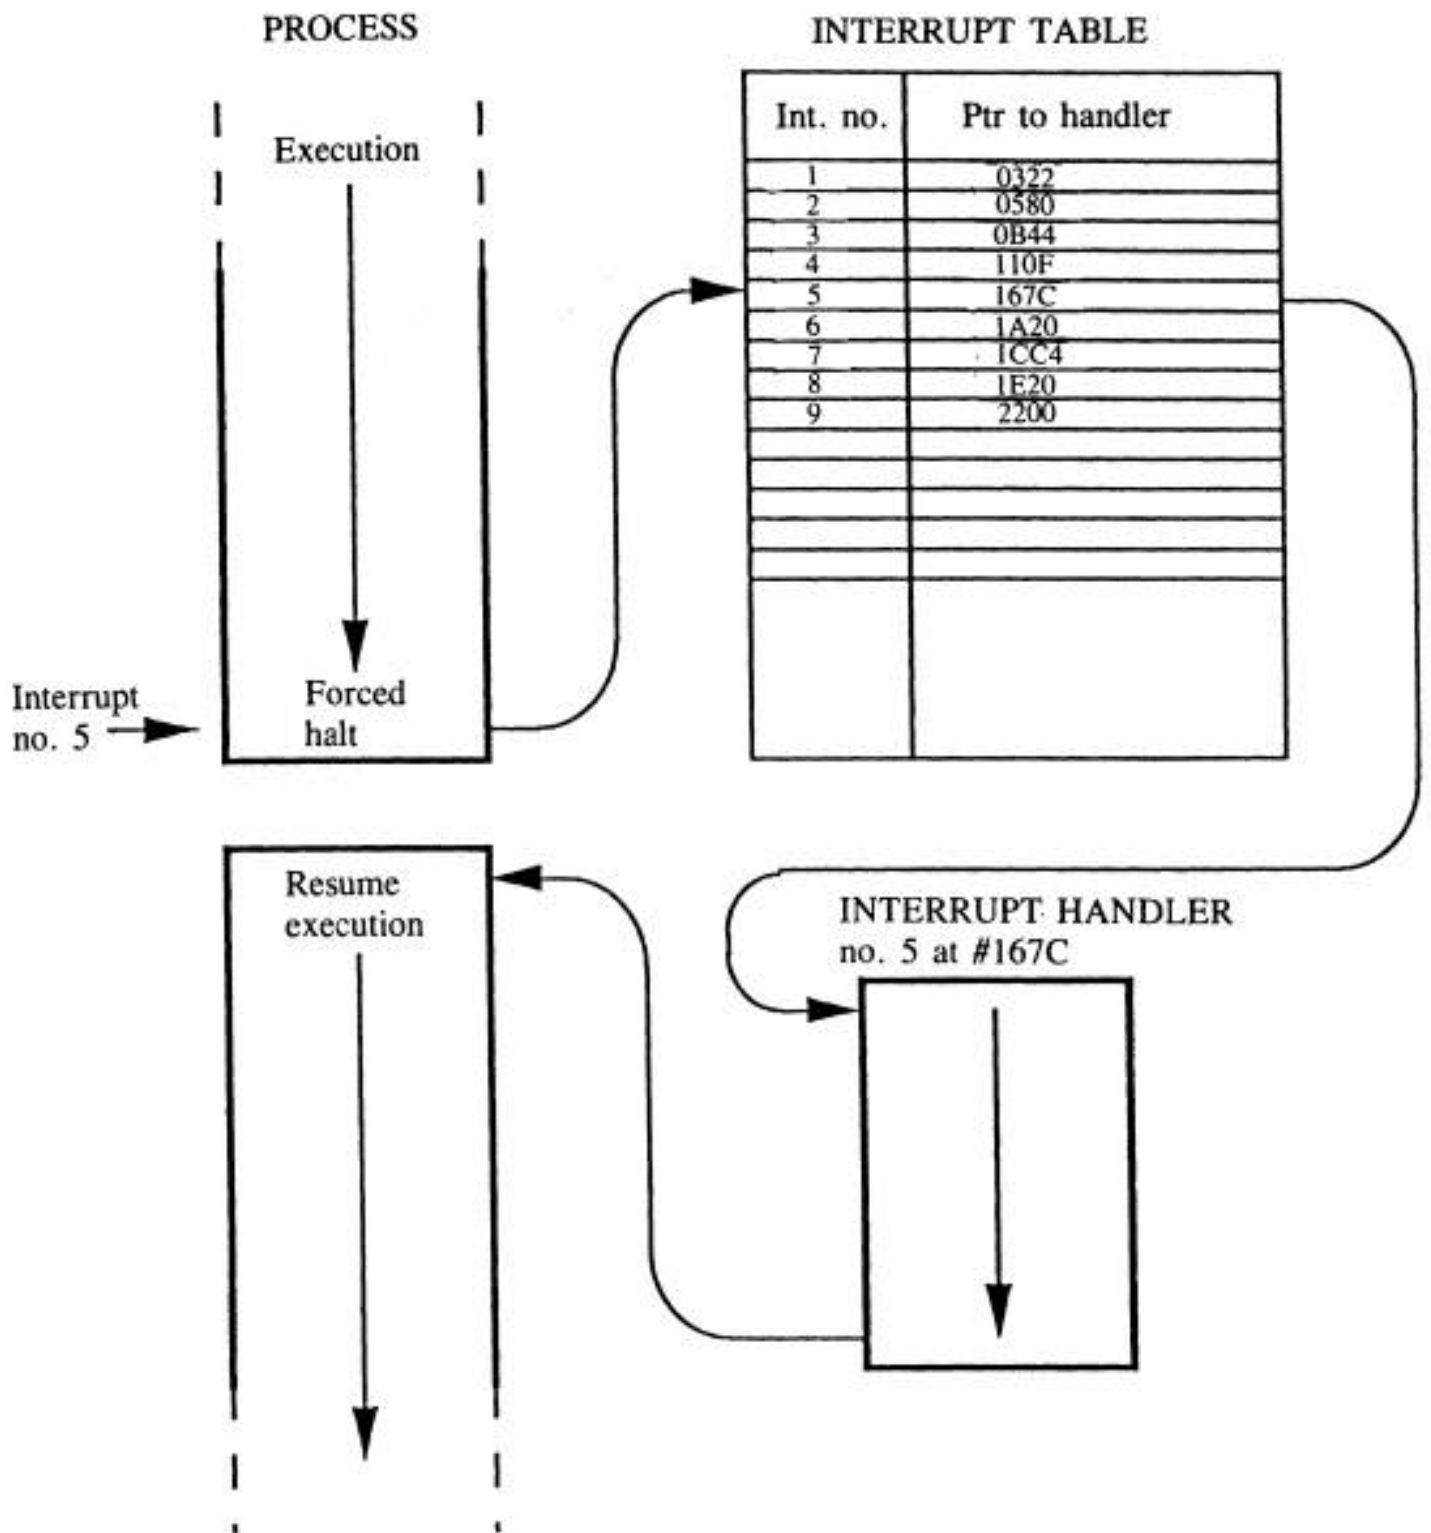 PROCESS
INTERRUPT TABLE
Execution
Int. no. Ptr to handler
1 0322
2 0580
3 0B44
4 110F
5 167C
6 1A20
7 1CC4
8 1E20
9 2200
Interrupt
no. 5
Forced
halt
Resume
execution
INTERRUPT HANDLER
no. 5 at #167C